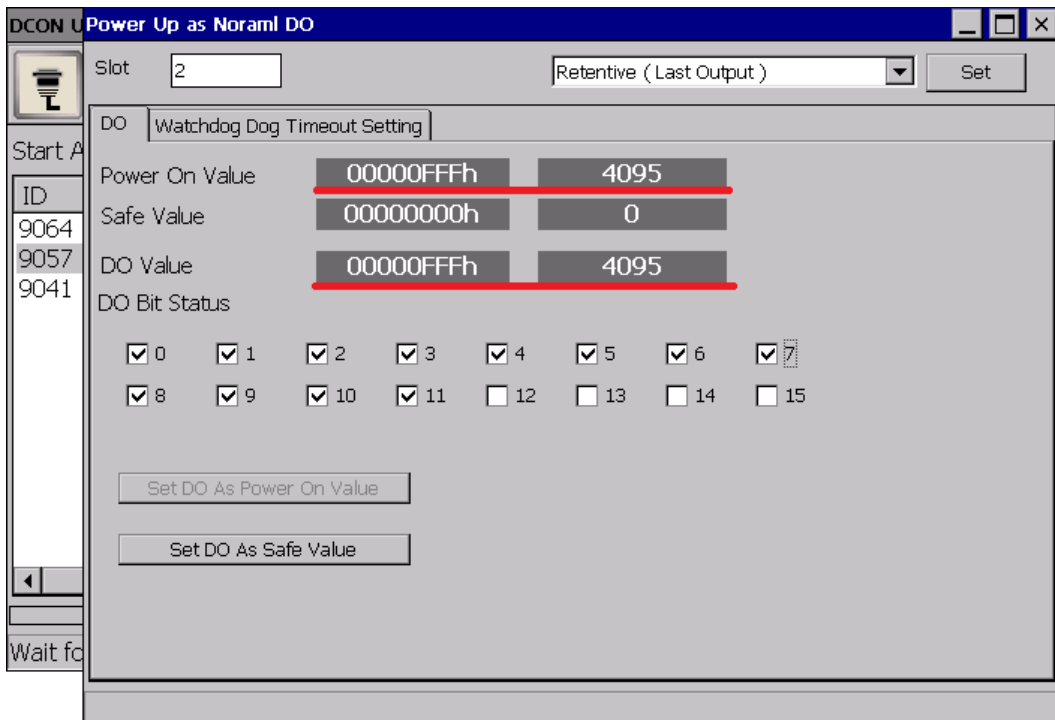 DCON U
Power Up as Noraml DO
Slot 2 Retentive ( Last Output ) Set
DO Watchdog Dog Timeout Setting
Start A
Power On Value 00000FFFh 4095
ID
Safe Value 00000000h 0
9064
9057
DO Value 00000FFFh 4095
9041
DO Bit Status
0 1 2 3 4 5 6 7
8 9 10 11 12 13 14 15
Set DO As Power On Value
Set DO As Safe Value
Wait fo